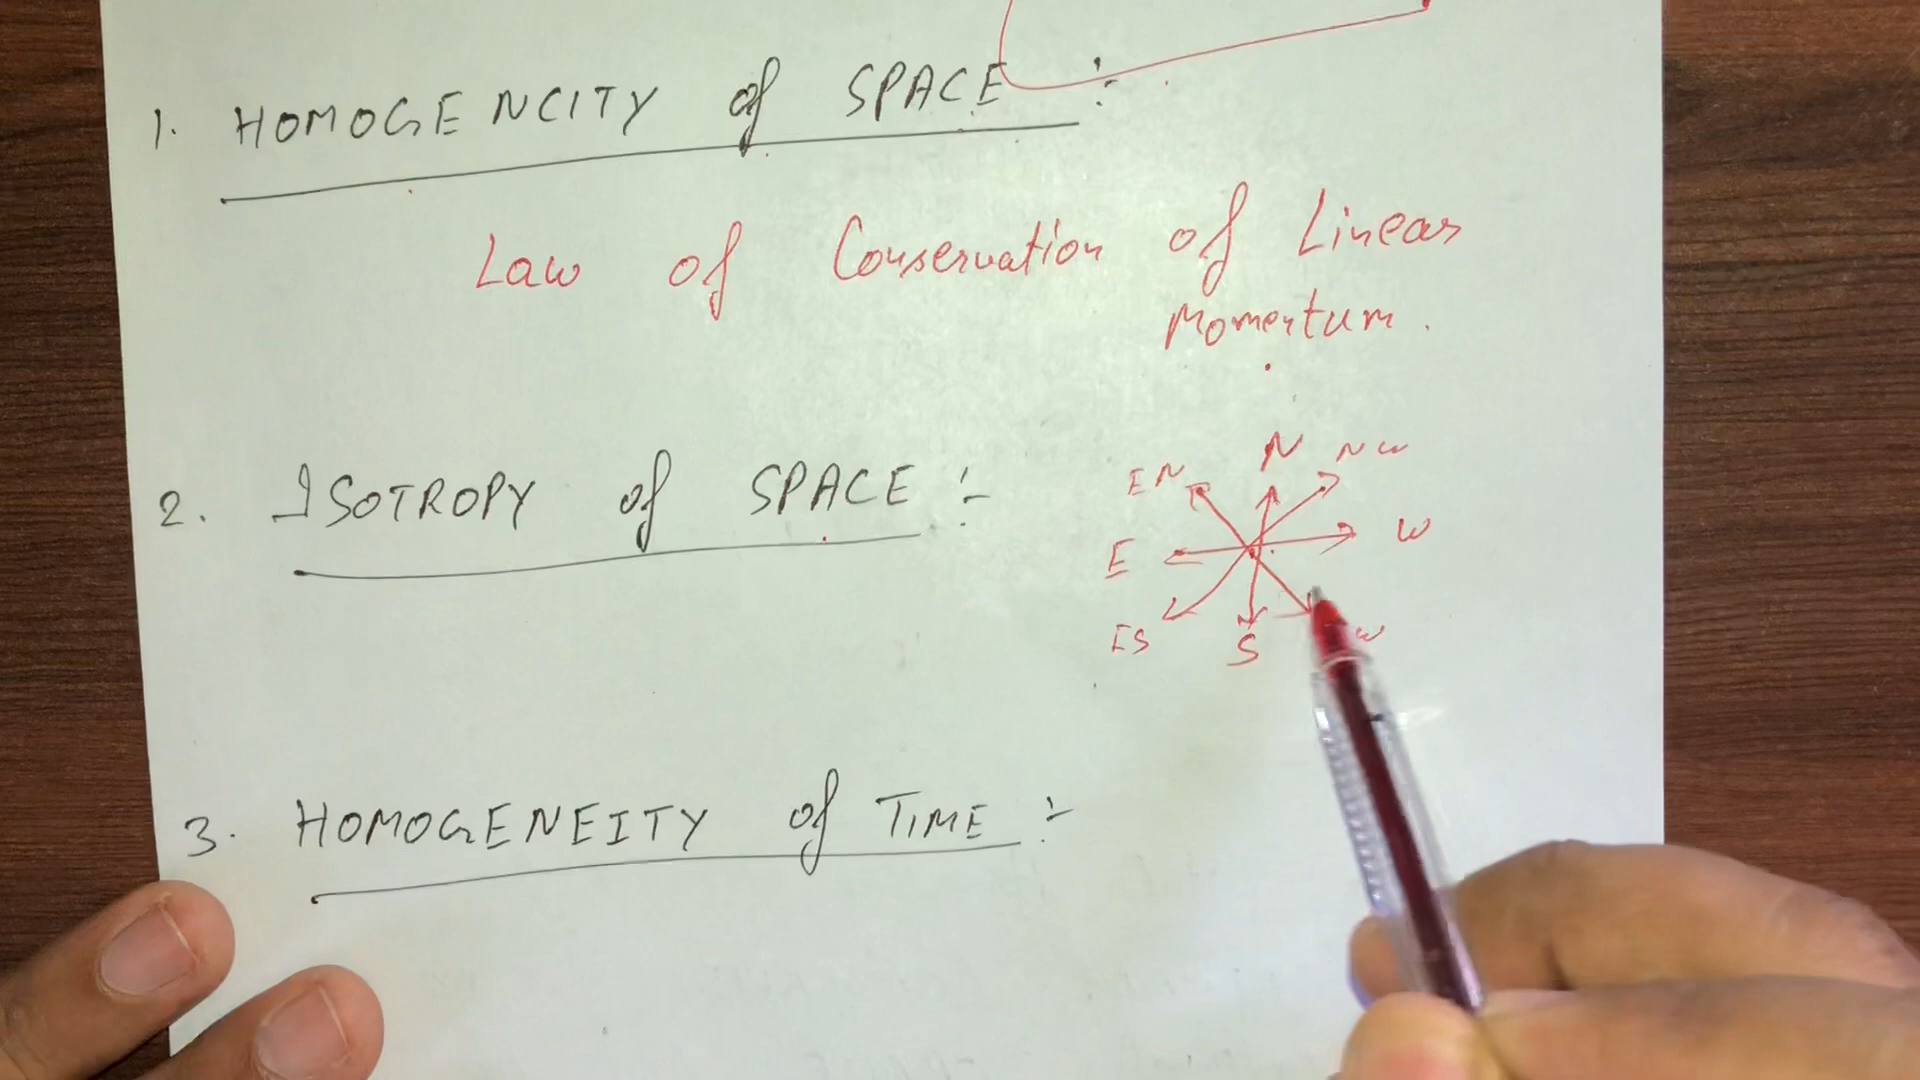 1. HOMOGENCITY of SPACE :-
Law of Conservation of Linear
Momentum.
2. ISOTROPY of SPACE :-
EN N NW
E W
ES S W
3. HOMOGENEITY of TIME :-